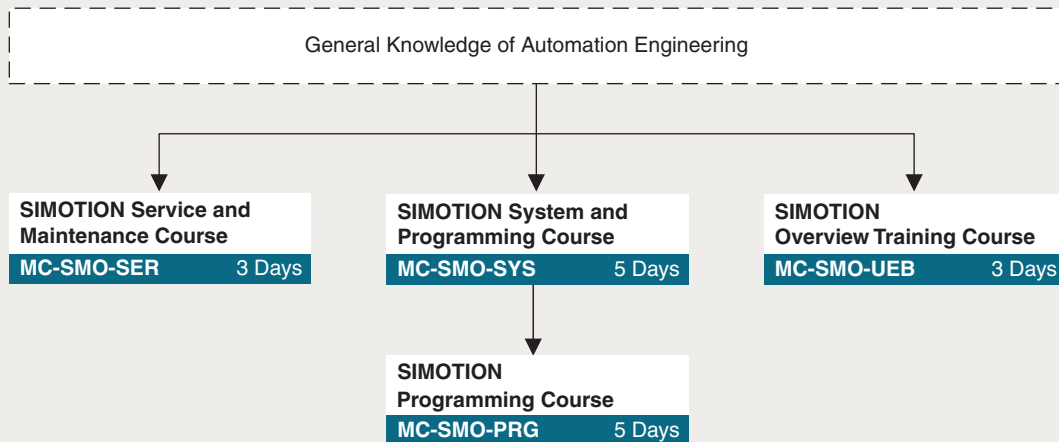 General Knowledge of Automation Engineering
SIMOTION Service and
Maintenance Course
MC-SMO-SER 3 Days
SIMOTION System and
Programming Course
MC-SMO-SYS 5 Days
SIMOTION
Overview Training Course
MC-SMO-UEB 3 Days
SIMOTION
Programming Course
MC-SMO-PRG 5 Days